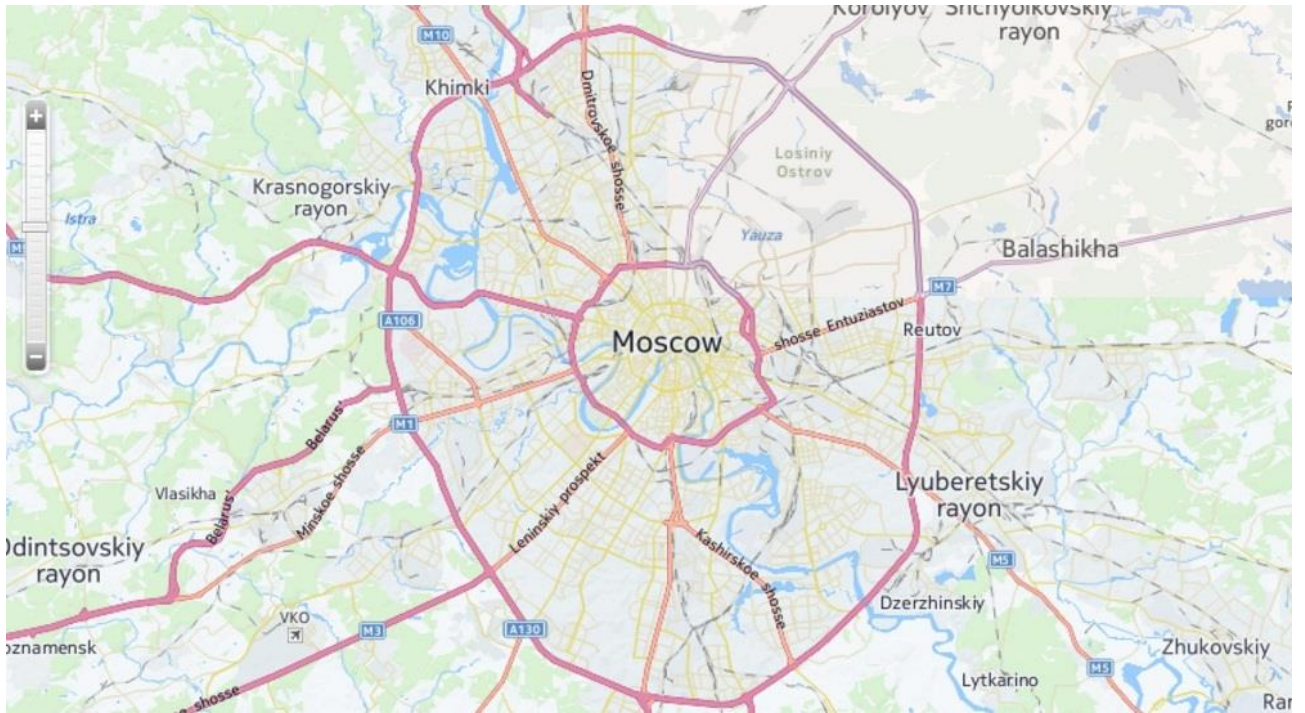 Korolyov
Shchyolkovskiy
rayon
M10
Khimki
Dmitrovskoe shosse
Losiniy
Ostrov
Krasnogorskiy
rayon
Istra
Yauza
Balashikha
M7
A106
Moscow
shosse Entuziastov
Reutov
Belarus'
M1
Vlasikha
Minskoe shosse
Belarus'
Leninskiy prospekt
Lyuberetskiy
rayon
Odintsovskiy
rayon
Kashirskoe shosse
M5
Dzerzhinskiy
VKO
M3
A130
oznamensk
Zhukovskiy
M5
Lytkarino
shosse
Ra